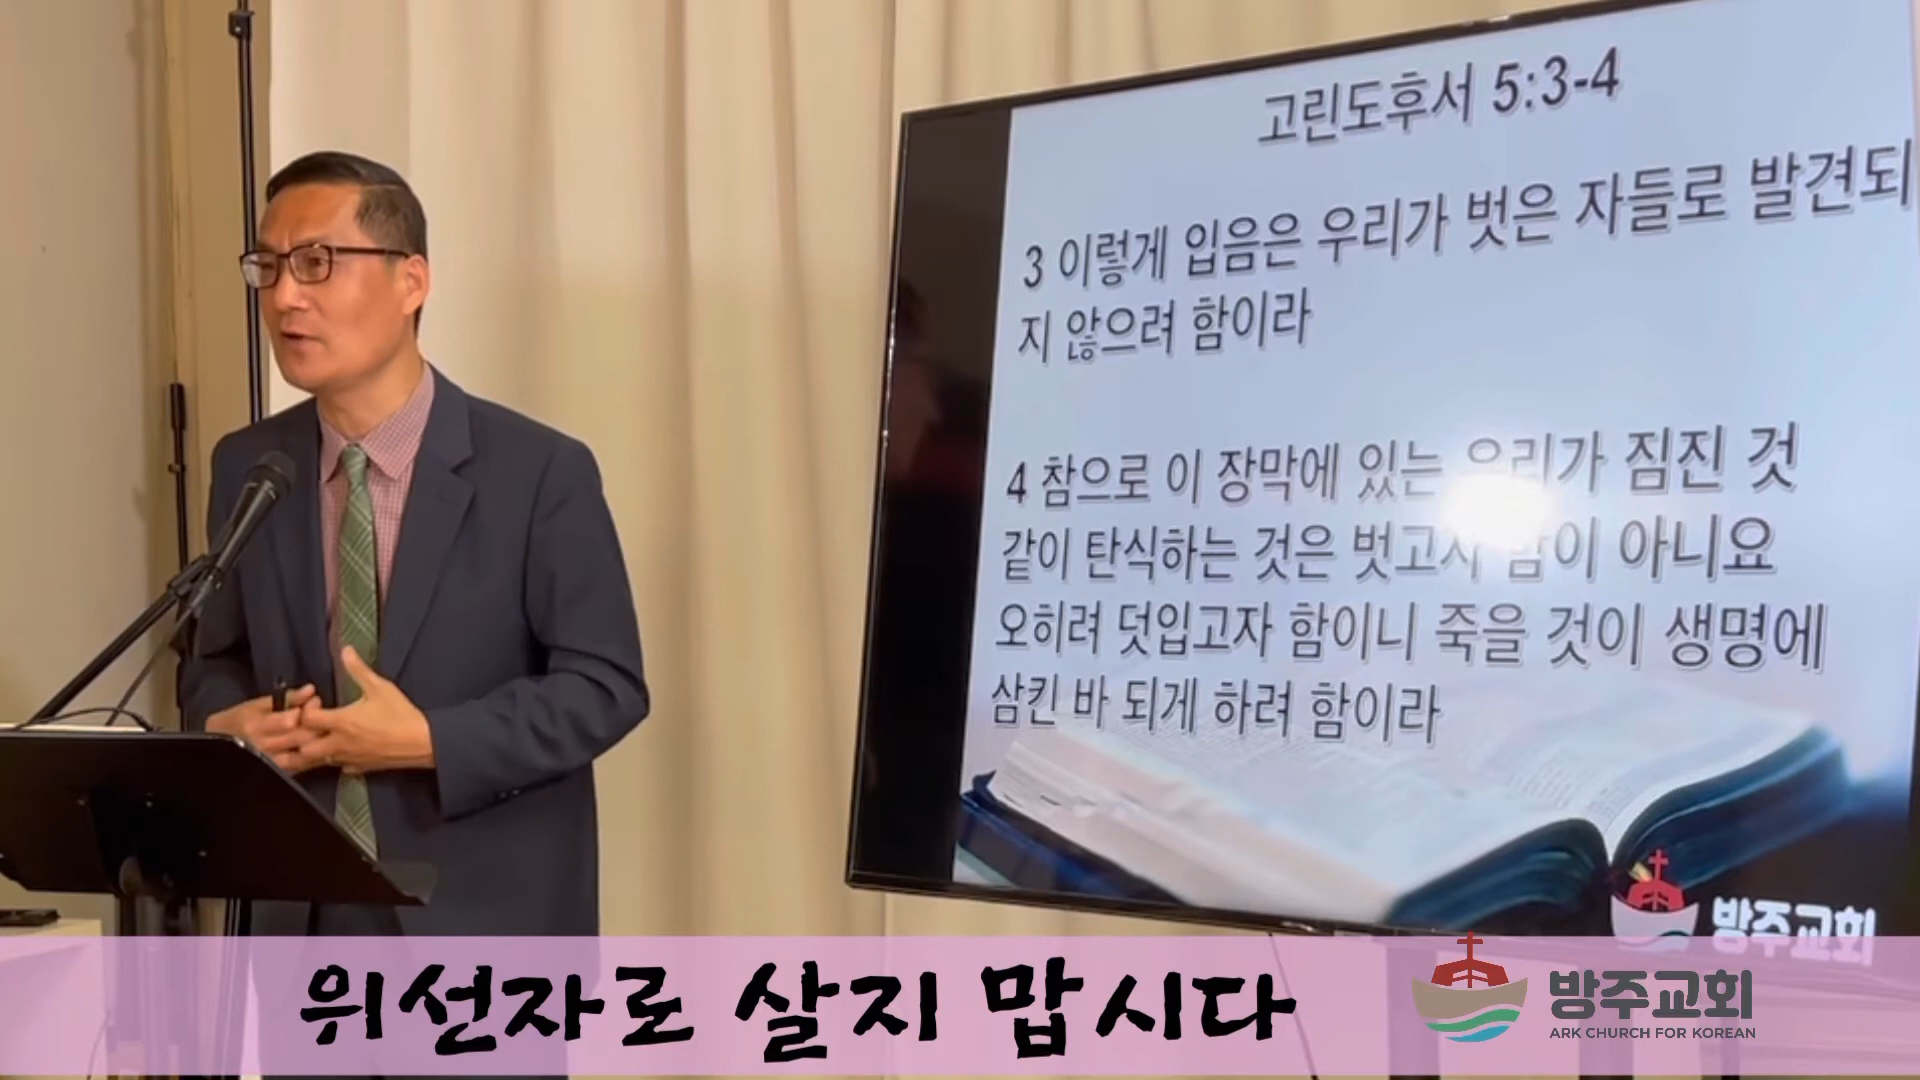 고린도후서 5:3-4
3 이렇게 입음은 우리가 벗은 자들로 발견되
지 않으려 함이라
4 참으로 이 장막에 있는 우리가 짐진 것
같이 탄식하는 것은 벗고자 함이 아니요
오히려 덧입고자 함이니 죽을 것이 생명에
삼킨 바 되게 하려 함이라
방주교회
위선자로 살지 맙시다
방주교회
ARK CHURCH FOR KOREAN